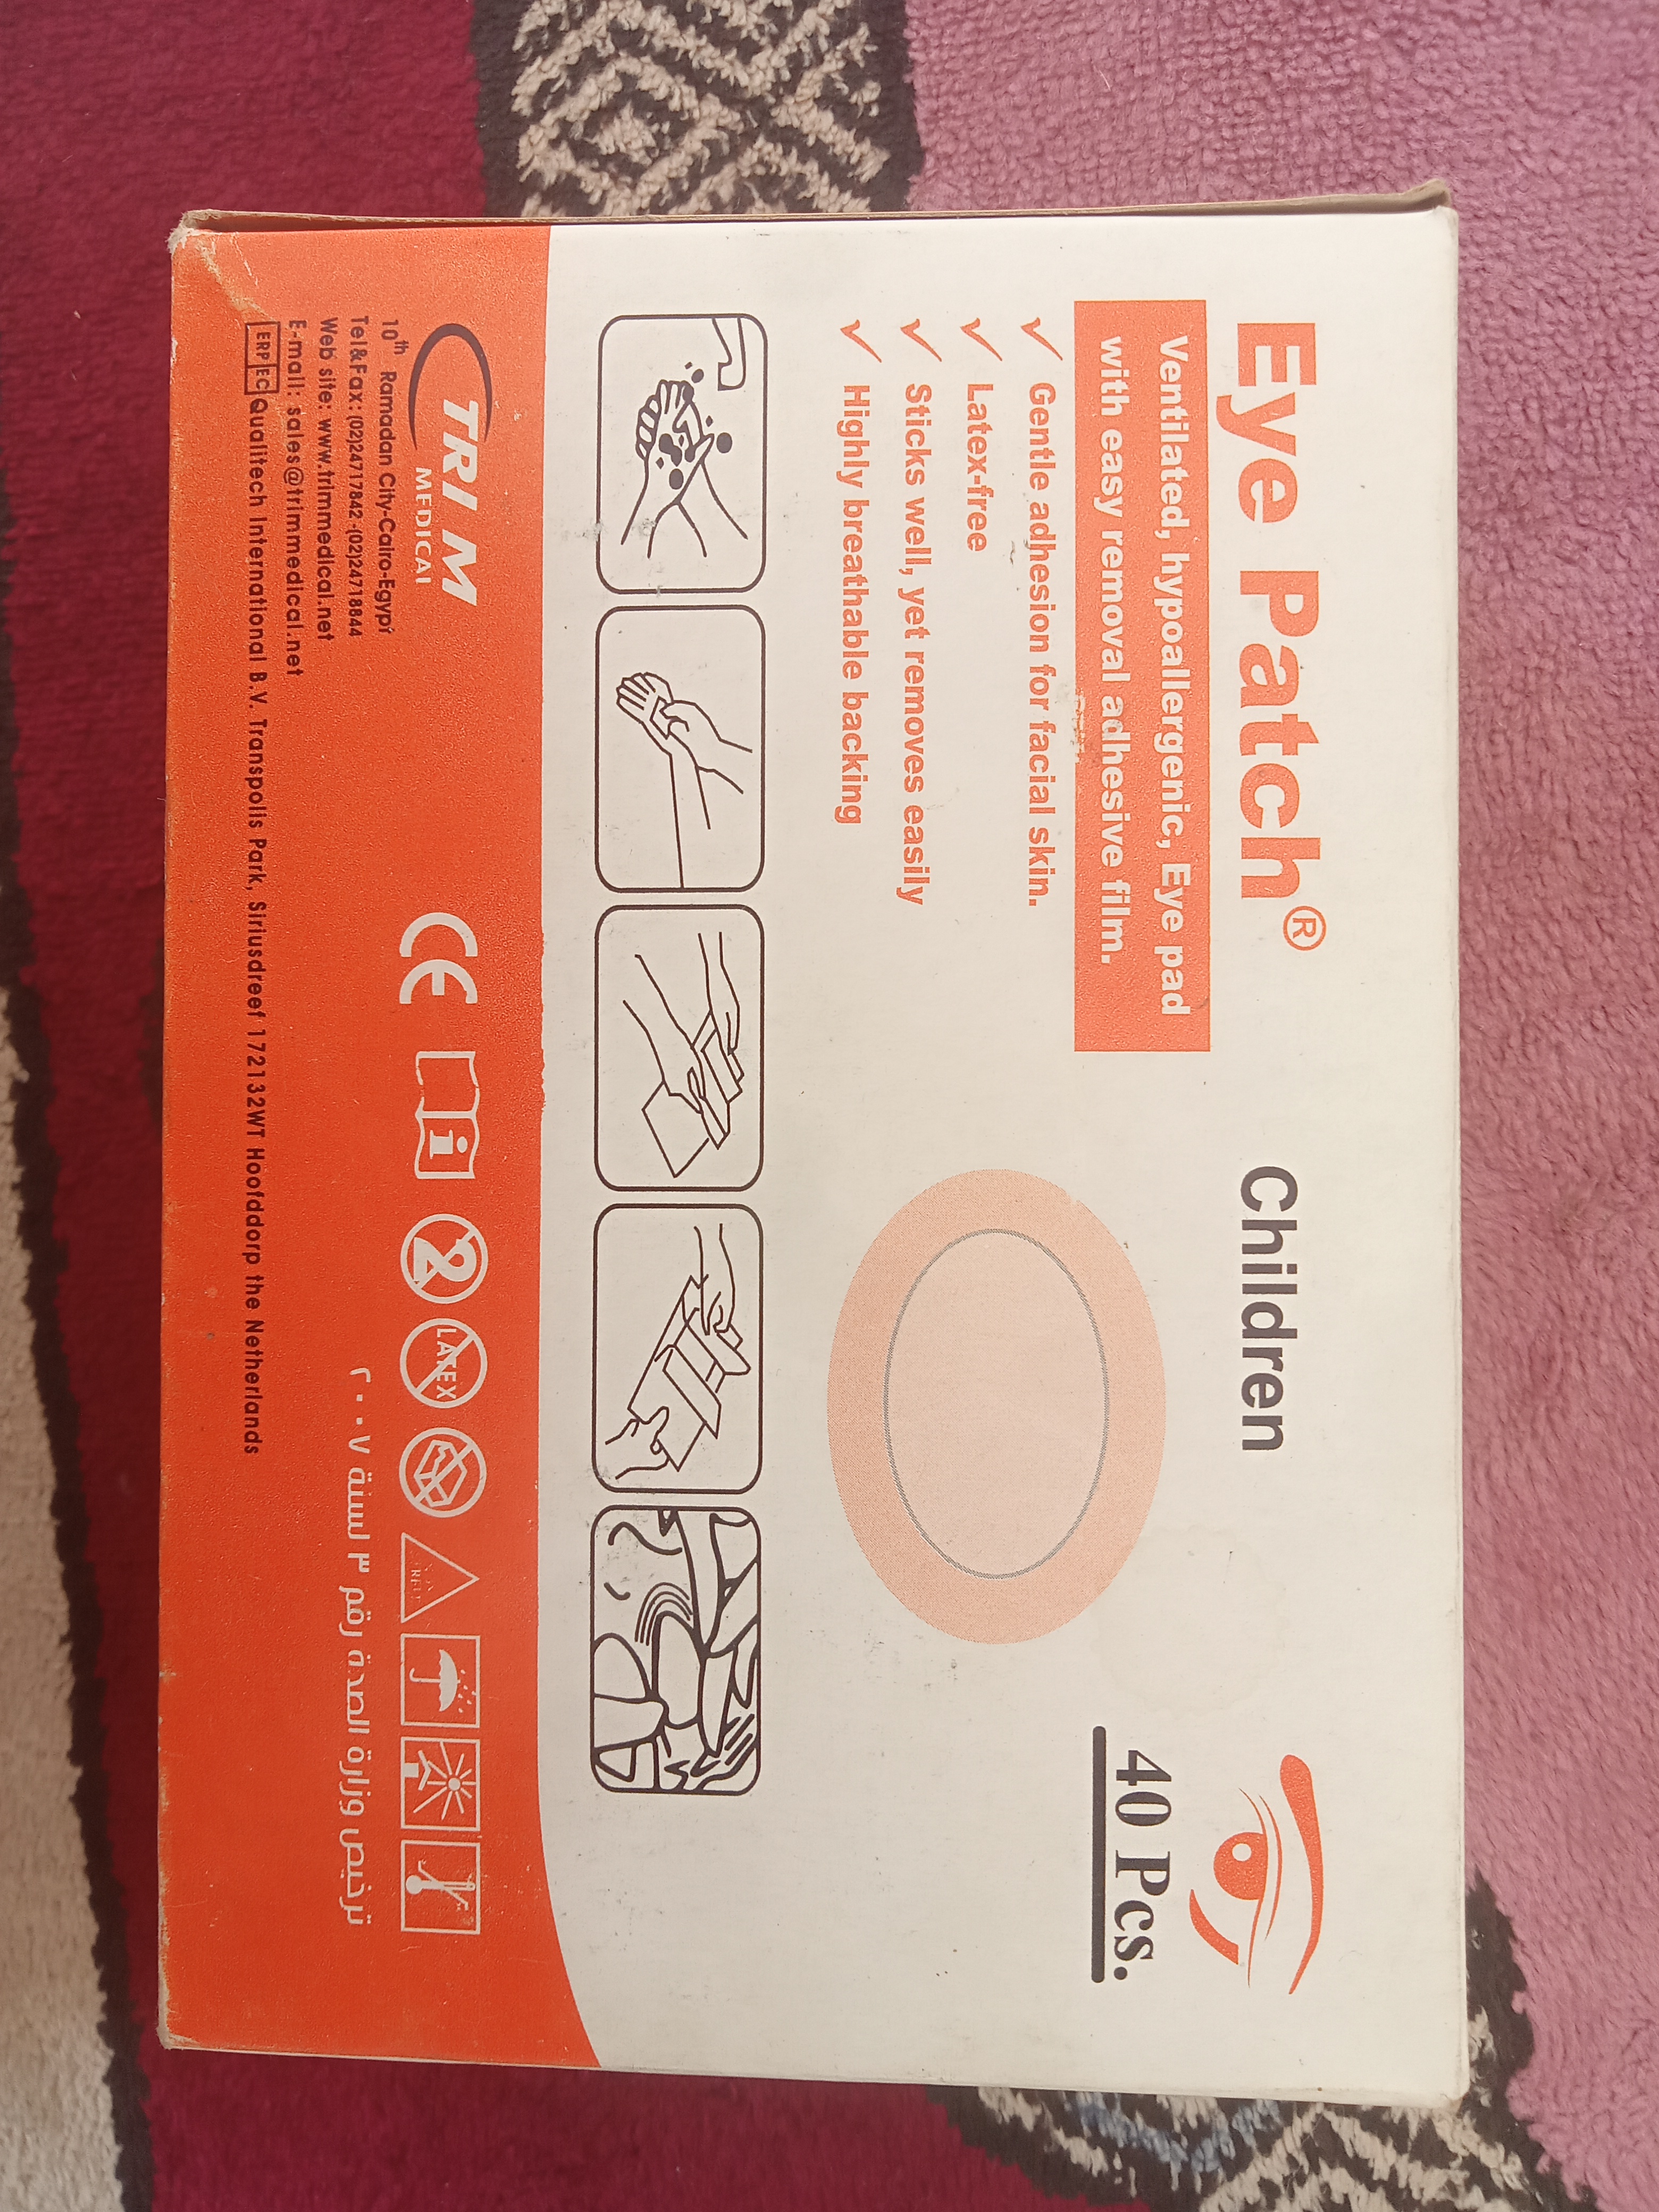 Eye Patch®
Children
40 Pcs.
Ventilated, hypoallergenic, Eye pad
with easy removal adhesive film.
Gentle adhesion for facial skin.
Latex-free
Sticks well, yet removes easily
Highly breathable backing
TRI M
MEDICAL
10th Ramadan City-Cairo-Egypt
Tel&Fax: (02)24717842 -(02)24718844
Web site: www.trimmedical.net
E-mail: sales@trimmedical.net
ERP EC Qualitech International B.V. Transpolis Park, Siriusdreef 172132WT Hoofddorp the Netherlands
CE
i
2
LATEX
ترخيص وزارة الصحة رقم ٣ لسنة ٢٠٠٧